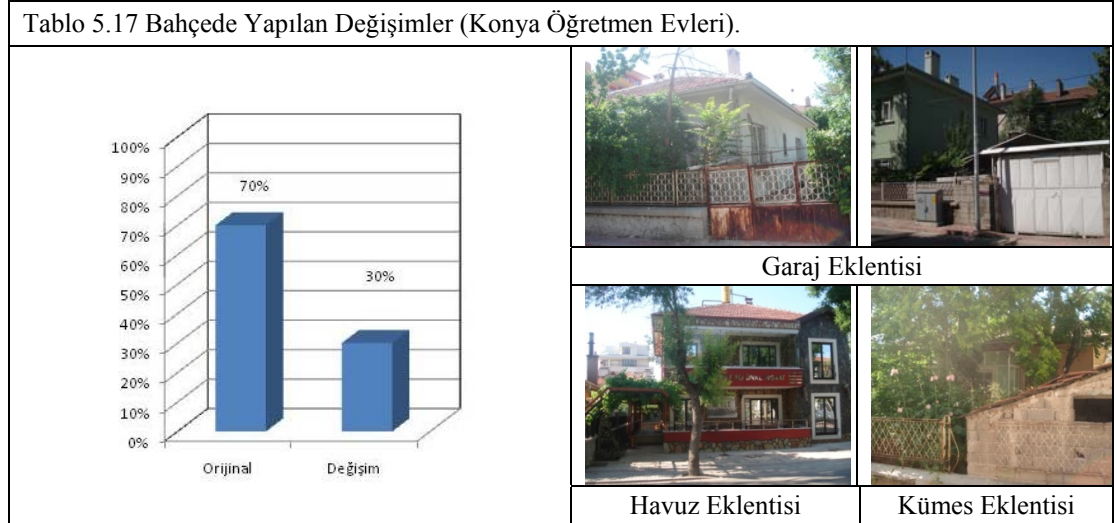 Tablo 5.17 Bahçede Yapılan Değişimler (Konya Öğretmen Evleri).
100%
90%
80%
70%
60%
50%
40%
30%
20%
10%
0%
70%
30%
Orijinal
Değişim
Garaj Eklentisi
Havuz Eklentisi
Kümes Eklentisi